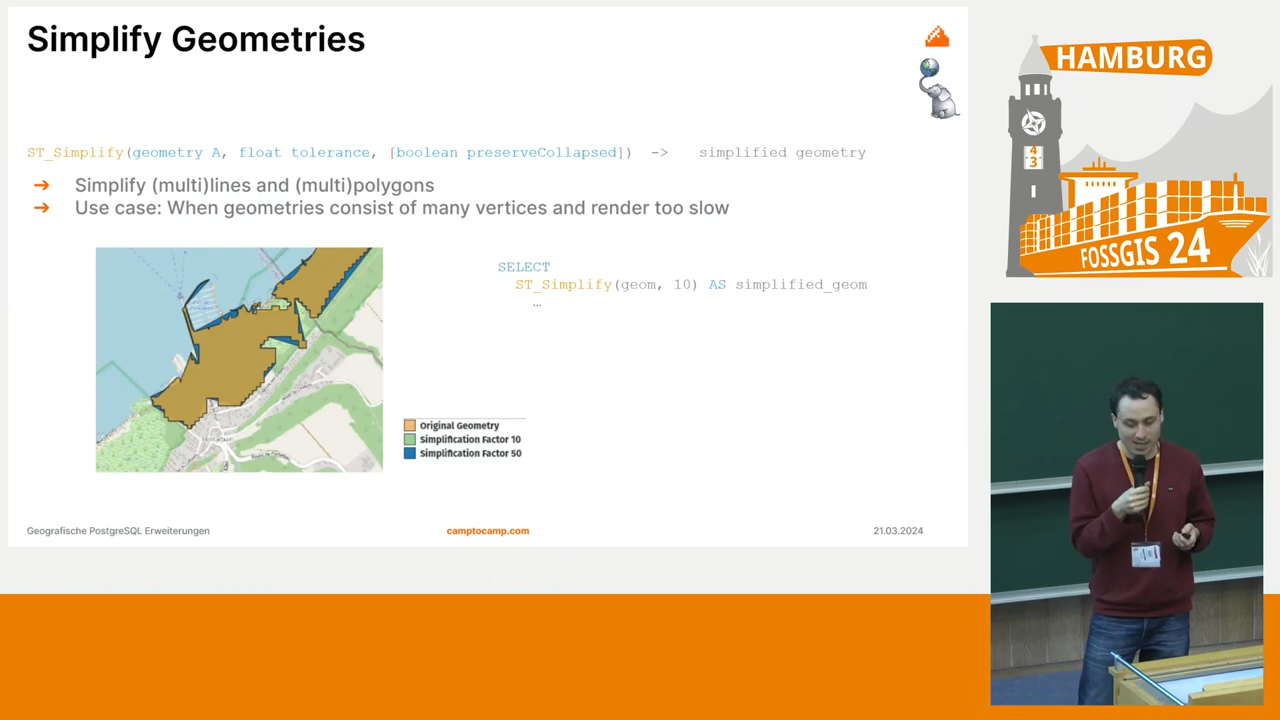 Simplify Geometries
ST_Simplify(geometry A, float tolerance, [boolean preserveCollapsed]) -> simplified geometry
➔ Simplify (multi)lines and (multi)polygons
➔ Use case: When geometries consist of many vertices and render too slow
SELECT
ST_Simplify(geom, 10) AS simplified_geom
…
Original Geometry
Simplification Factor 10
Simplification Factor 50
Geografische PostgreSQL Erweiterungen
camptocamp.com
21.03.2024
HAMBURG
4
3
FOSSGIS 24